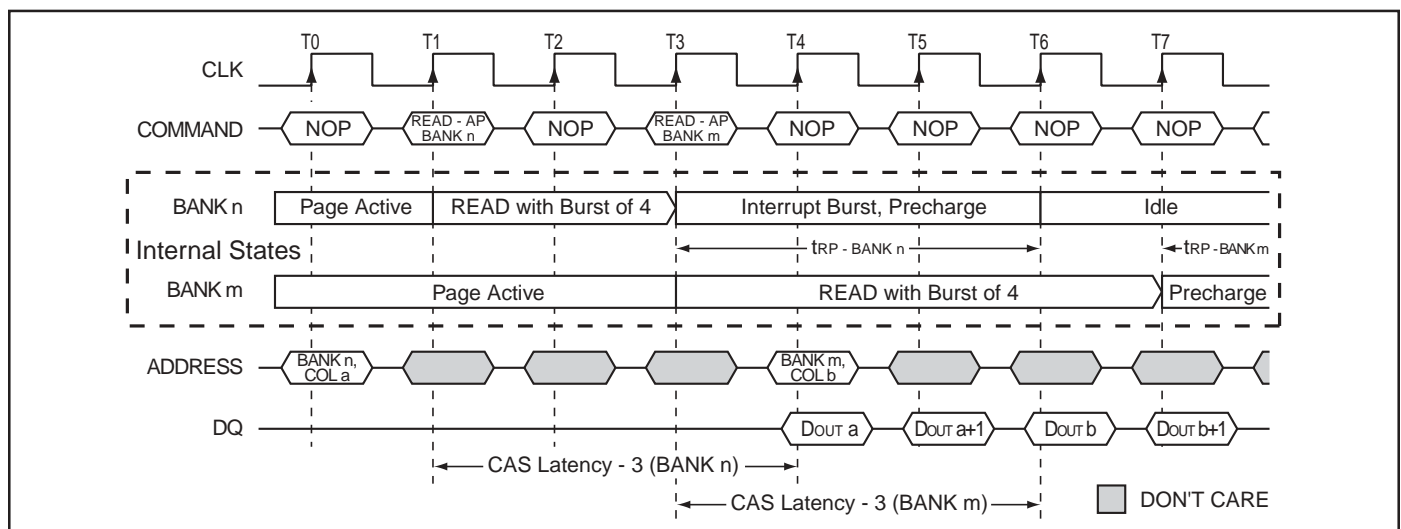 T0 T1 T2 T3 T4 T5 T6 T7
CLK
COMMAND NOP READ - AP BANK n NOP READ - AP BANK m NOP NOP NOP NOP
BANK n Page Active READ with Burst of 4 Interrupt Burst, Precharge Idle
Internal States tRP - BANK n tRP - BANK m
BANK m Page Active READ with Burst of 4 Precharge
ADDRESS BANK n, COL a BANK m, COL b
DQ DOUT a DOUT a+1 DOUT b DOUT b+1
CAS Latency - 3 (BANK n)
CAS Latency - 3 (BANK m) DON'T CARE